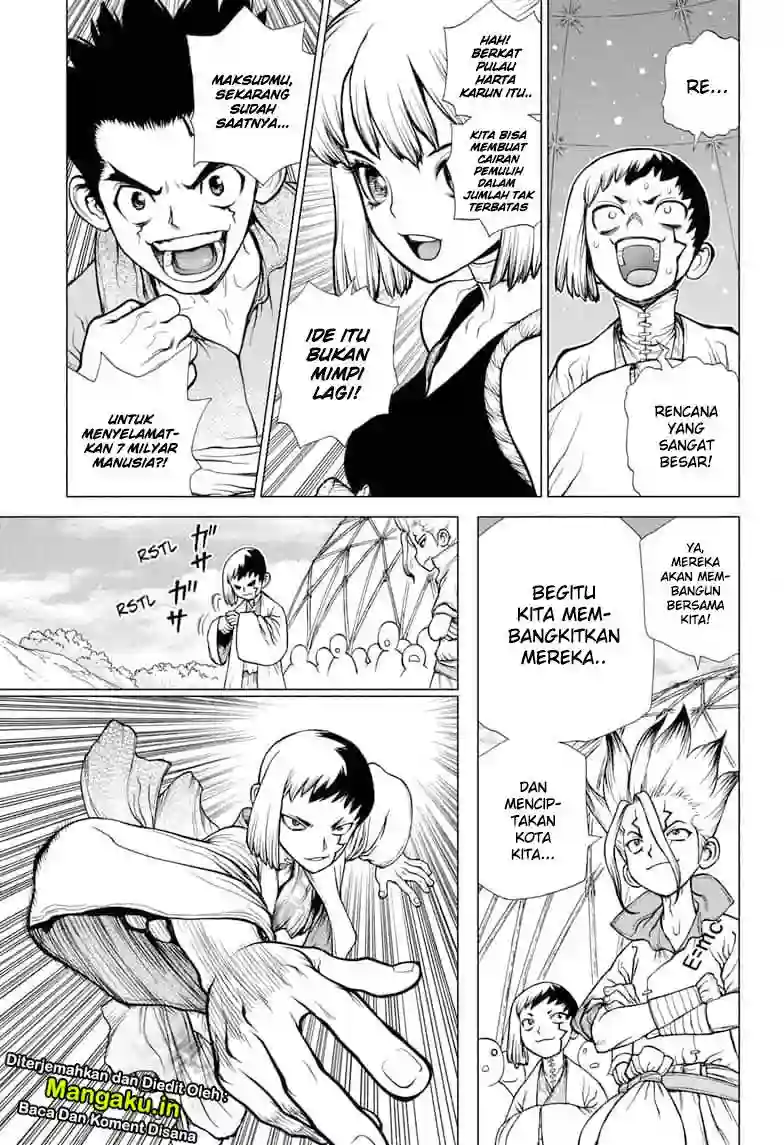 RE...
RENCANA
YANG
SANGAT
BESAR!
HAH!
BERKAT
PULAU
HARTA
KARUN ITU..
KITA BISA
MEMBUAT
CAIRAN
PEMULIH
DALAM
JUMLAH TAK
TERBATAS
IDE ITU
BUKAN
MIMPI
LAGI!
MAKSUDMU,
SEKARANG
SUDAH
SAATNYA...
UNTUK
MENYELAMAT-
KAN 7 MILYAR
MANUSIA?!
YA,
MEREKA
AKAN MEM-
BANGUN
BERSAMA
KITA!
BEGITU
KITA MEM-
BANGKITKAN
MEREKA..
DAN
MENCIP-
TAKAN
KOTA
KITA...
E=mc
RSTL
ガサ
RSTL
ガサ
Diterjemahkan dan Diedit Oleh :
Mangaku.in
Baca Dan Koment Disana